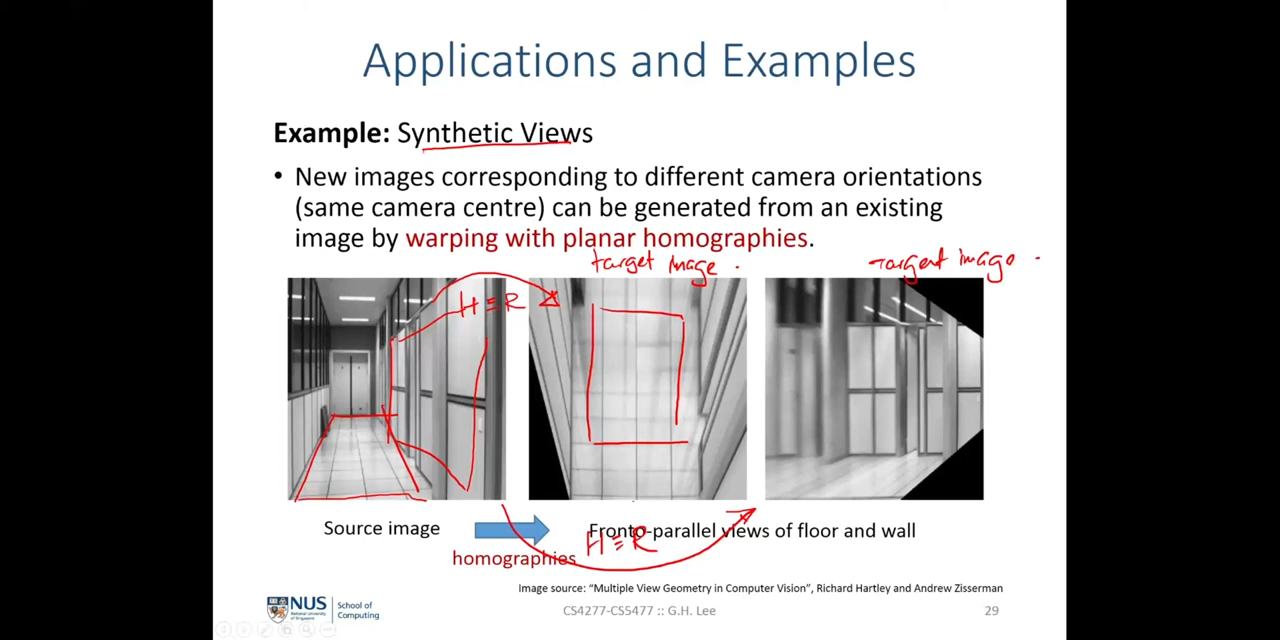 Applications and Examples
Example: Synthetic Views
• New images corresponding to different camera orientations
(same camera centre) can be generated from an existing
image by warping with planar homographies.
target image .
Target image .
H ≡ R
Source image
Fronto-parallel views of floor and wall
H ≡ R
homographies
Image source: “Multiple View Geometry in Computer Vision”, Richard Hartley and Andrew Zisserman
NUS
National University
of Singapore
School of
Computing
CS4277-CS5477 :: G.H. Lee
29